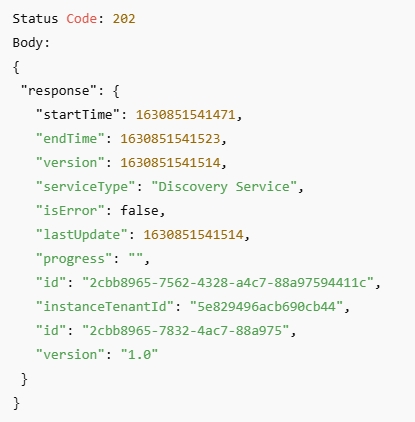 Status Code: 202
Body:
{
"response": {
"startTime": 1630851541471,
"endTime": 1630851541523,
"version": 1630851541514,
"serviceType": "Discovery Service",
"isError": false,
"lastUpdate": 1630851541514,
"progress": "",
"id": "2cbb8965-7562-4328-a4c7-88a97594411c",
"instanceTenantId": "5e829496acb690cb44",
"id": "2cbb8965-7832-4ac7-88a975",
"version": "1.0"
}
}